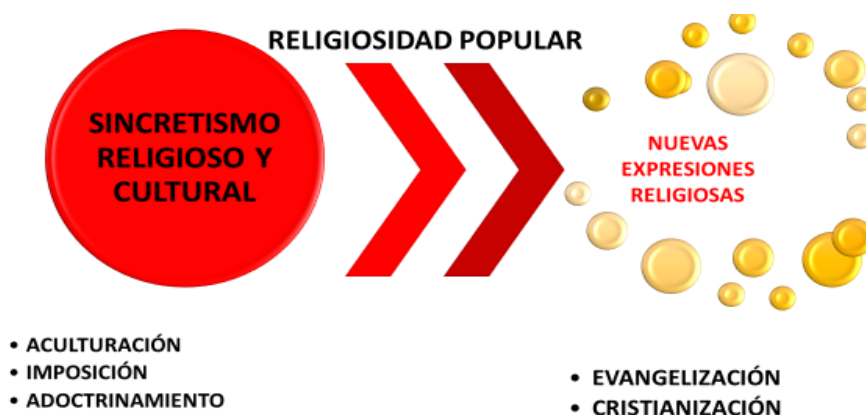 RELIGIOSIDAD POPULAR
SINCRETISMO
RELIGIOSO Y
CULTURAL
NUEVAS
EXPRESIONES
RELIGIOSAS
• ACULTURACIÓN
• IMPOSICIÓN
• ADOCTRINAMIENTO
• EVANGELIZACIÓN
• CRISTIANIZACIÓN